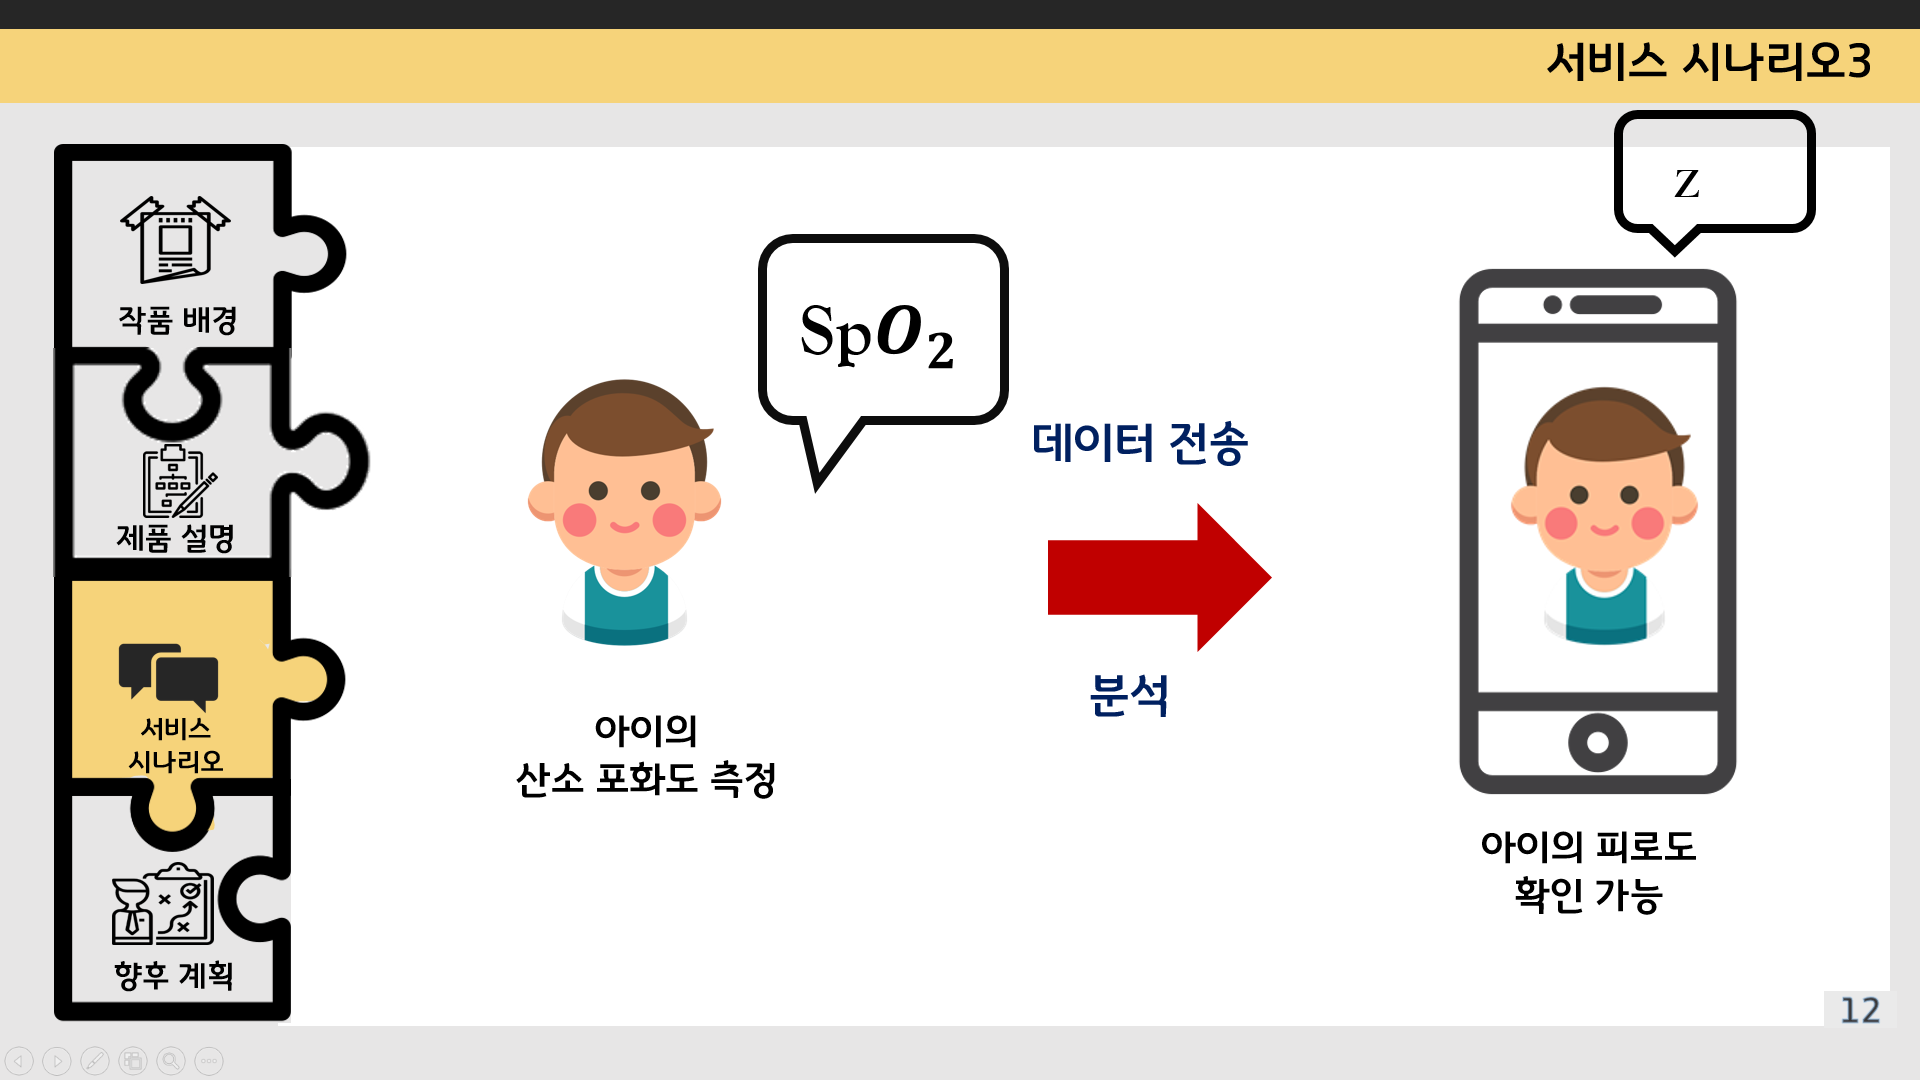 서비스 시나리오3
작품 배경
제품 설명
서비스
시나리오
향후 계획
SpO₂
아이의
산소 포화도 측정
데이터 전송
분석
z
아이의 피로도
확인 가능
12